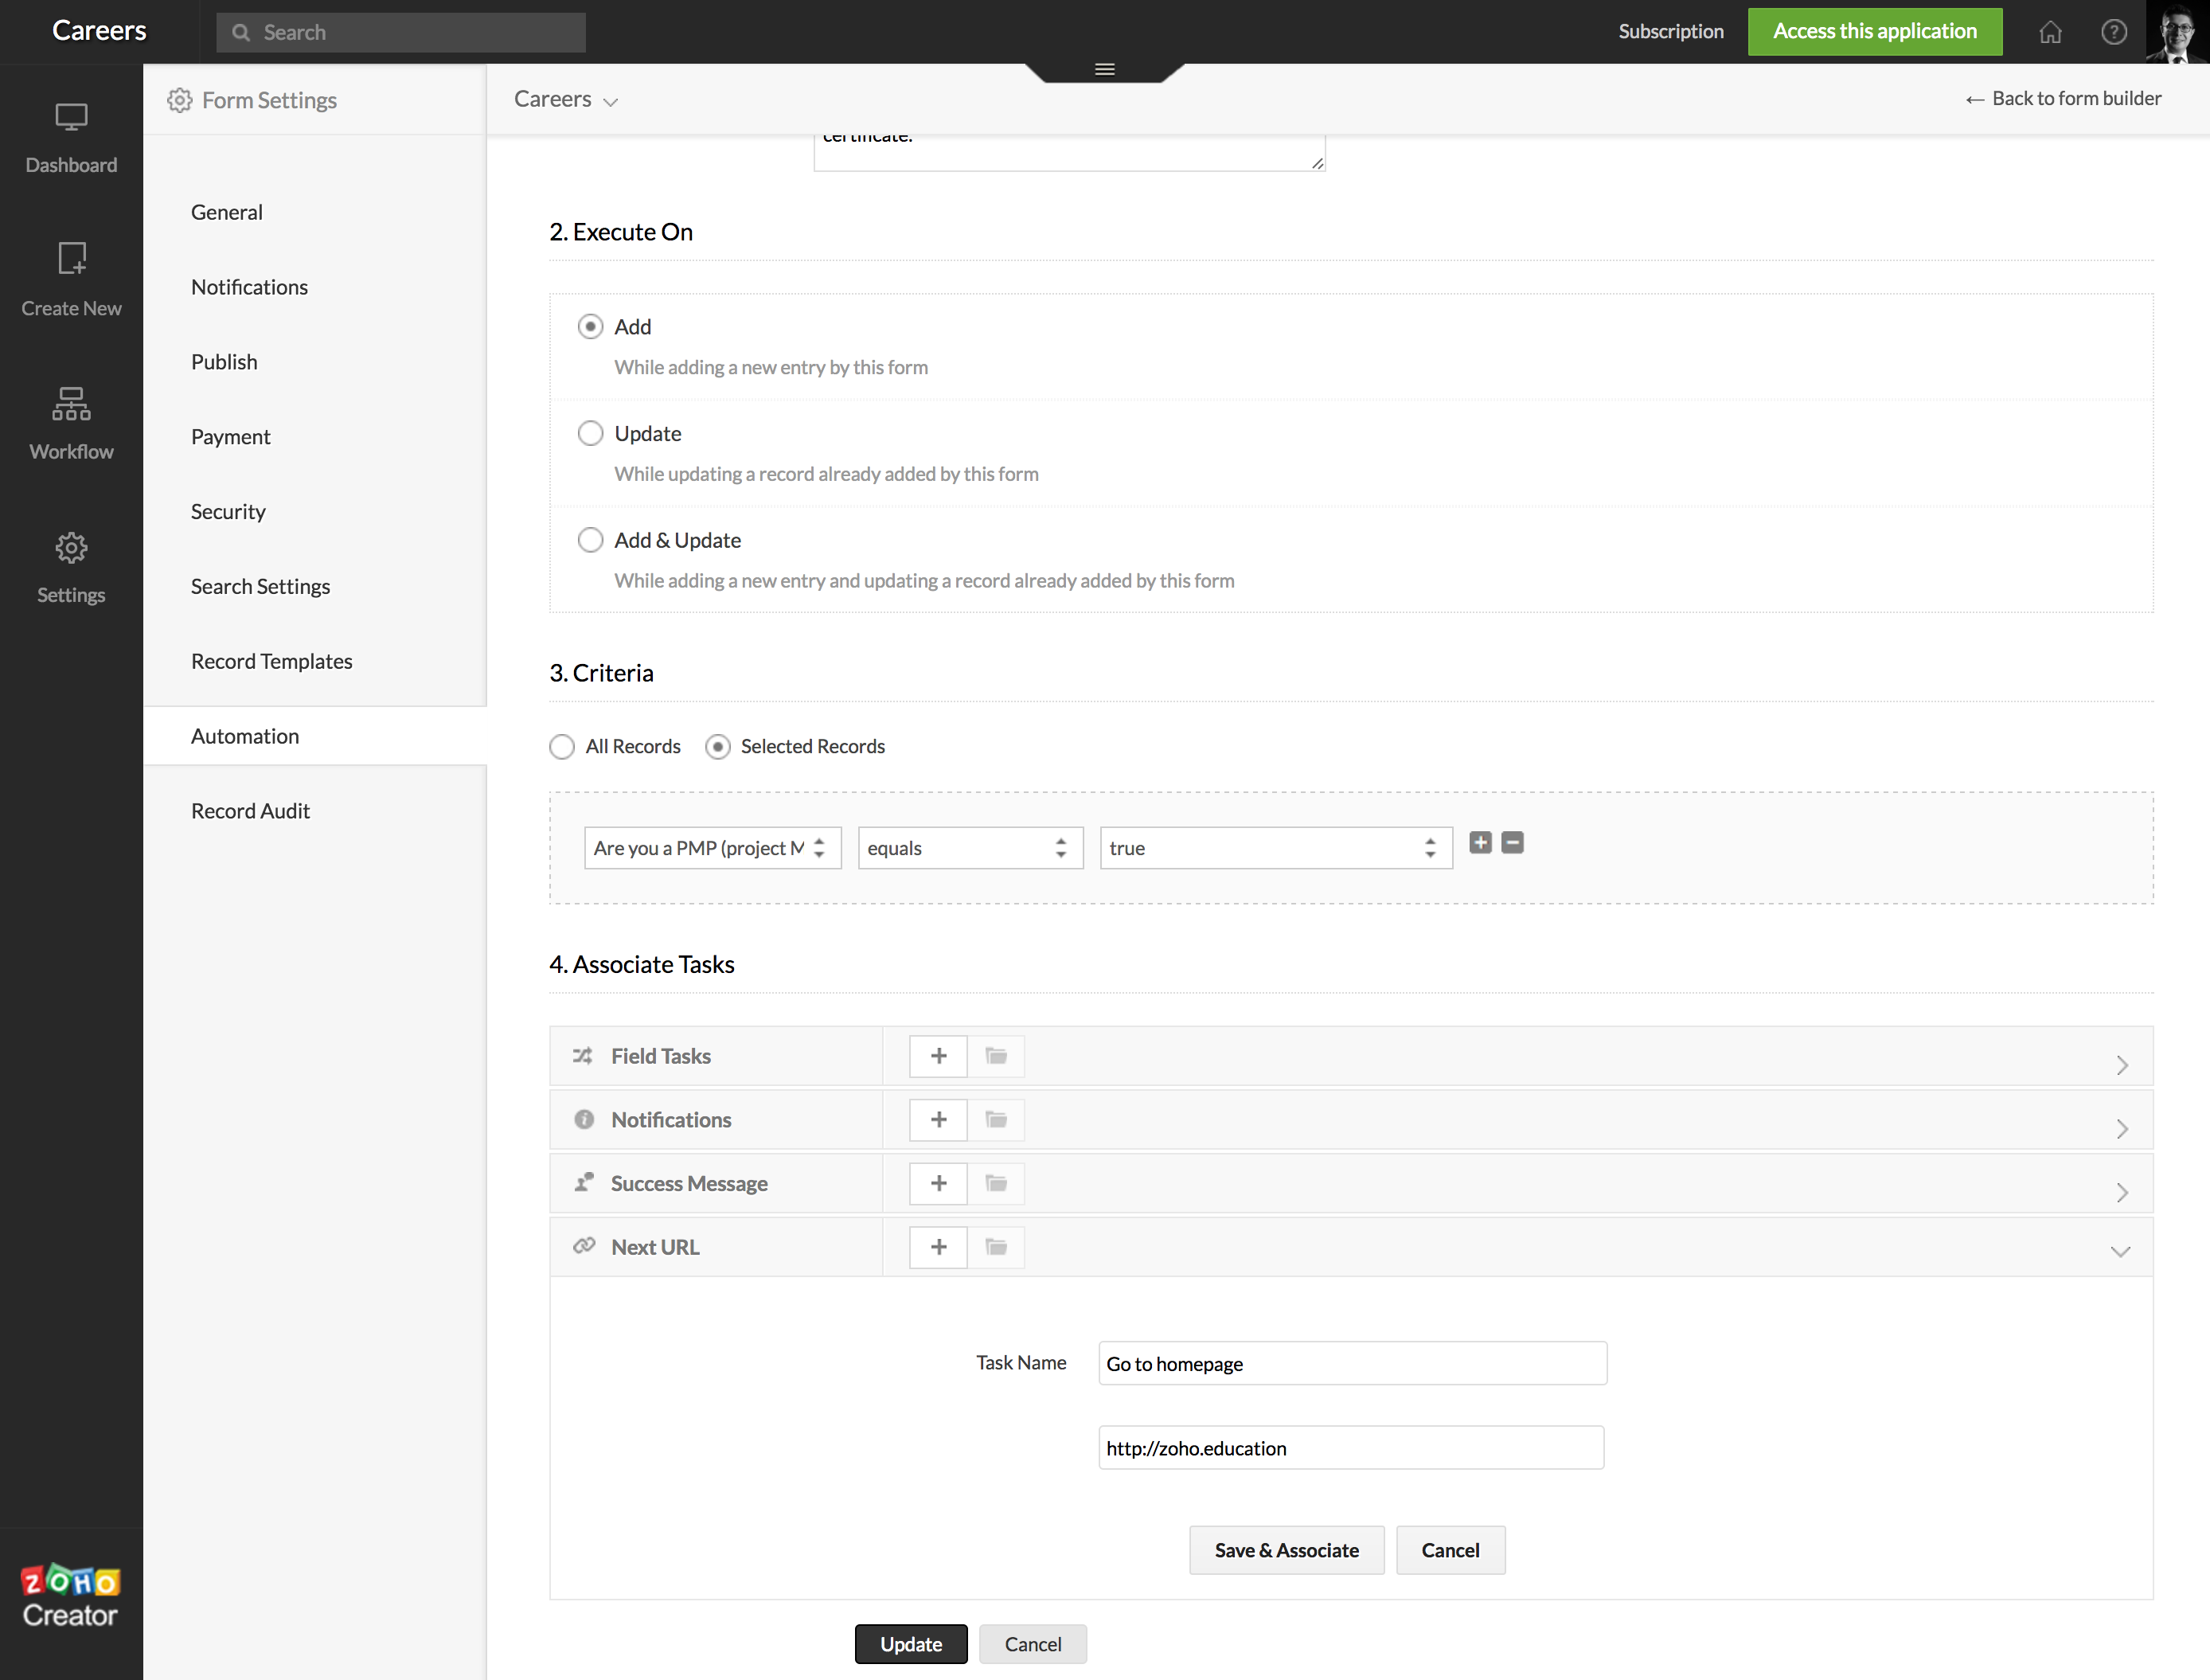 Careers
Search
Subscription
Access this application
Dashboard
Create New
Workflow
Settings
ZOHO
Creator
Form Settings
General
Notifications
Publish
Payment
Security
Search Settings
Record Templates
Automation
Record Audit
Careers
← Back to form builder
certificate.
2. Execute On
Add
While adding a new entry by this form
Update
While updating a record already added by this form
Add & Update
While adding a new entry and updating a record already added by this form
3. Criteria
All Records Selected Records
Are you a PMP (project M equals true
4. Associate Tasks
Field Tasks
Notifications
Success Message
Next URL
Task Name Go to homepage
http://zoho.education
Save & Associate Cancel
Update Cancel